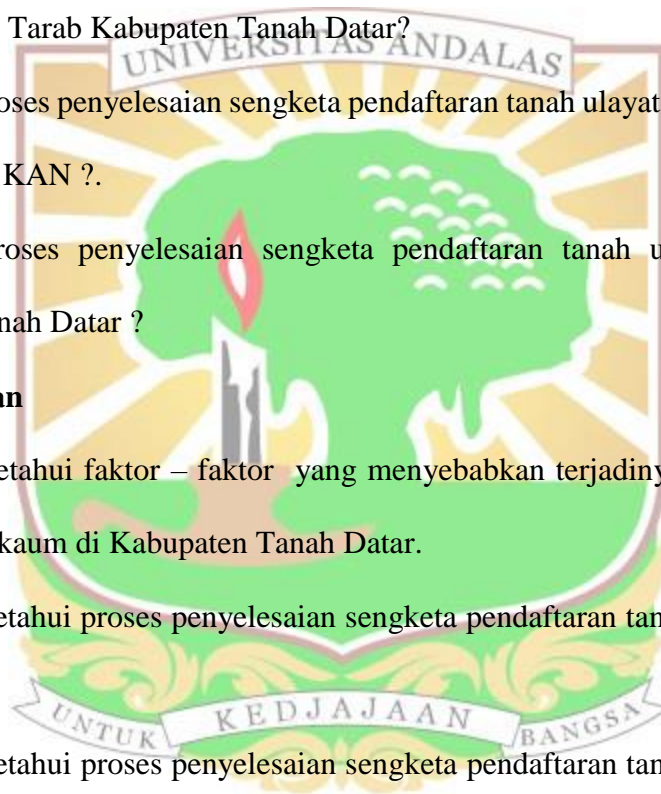 Tarab Kabupaten Tanah Datar?
UNIVERSITAS ANDALAS
oses penyelesaian sengketa pendaftaran tanah ulayat
KAN ?.
roses penyelesaian sengketa pendaftaran tanah u
nah Datar ?
an
etahui faktor – faktor yang menyebabkan terjadiny
kaum di Kabupaten Tanah Datar.
etahui proses penyelesaian sengketa pendaftaran tan
UNTUK KEDJAJAAN BANGSA
etahui proses penyelesaian sengketa pendaftaran tan